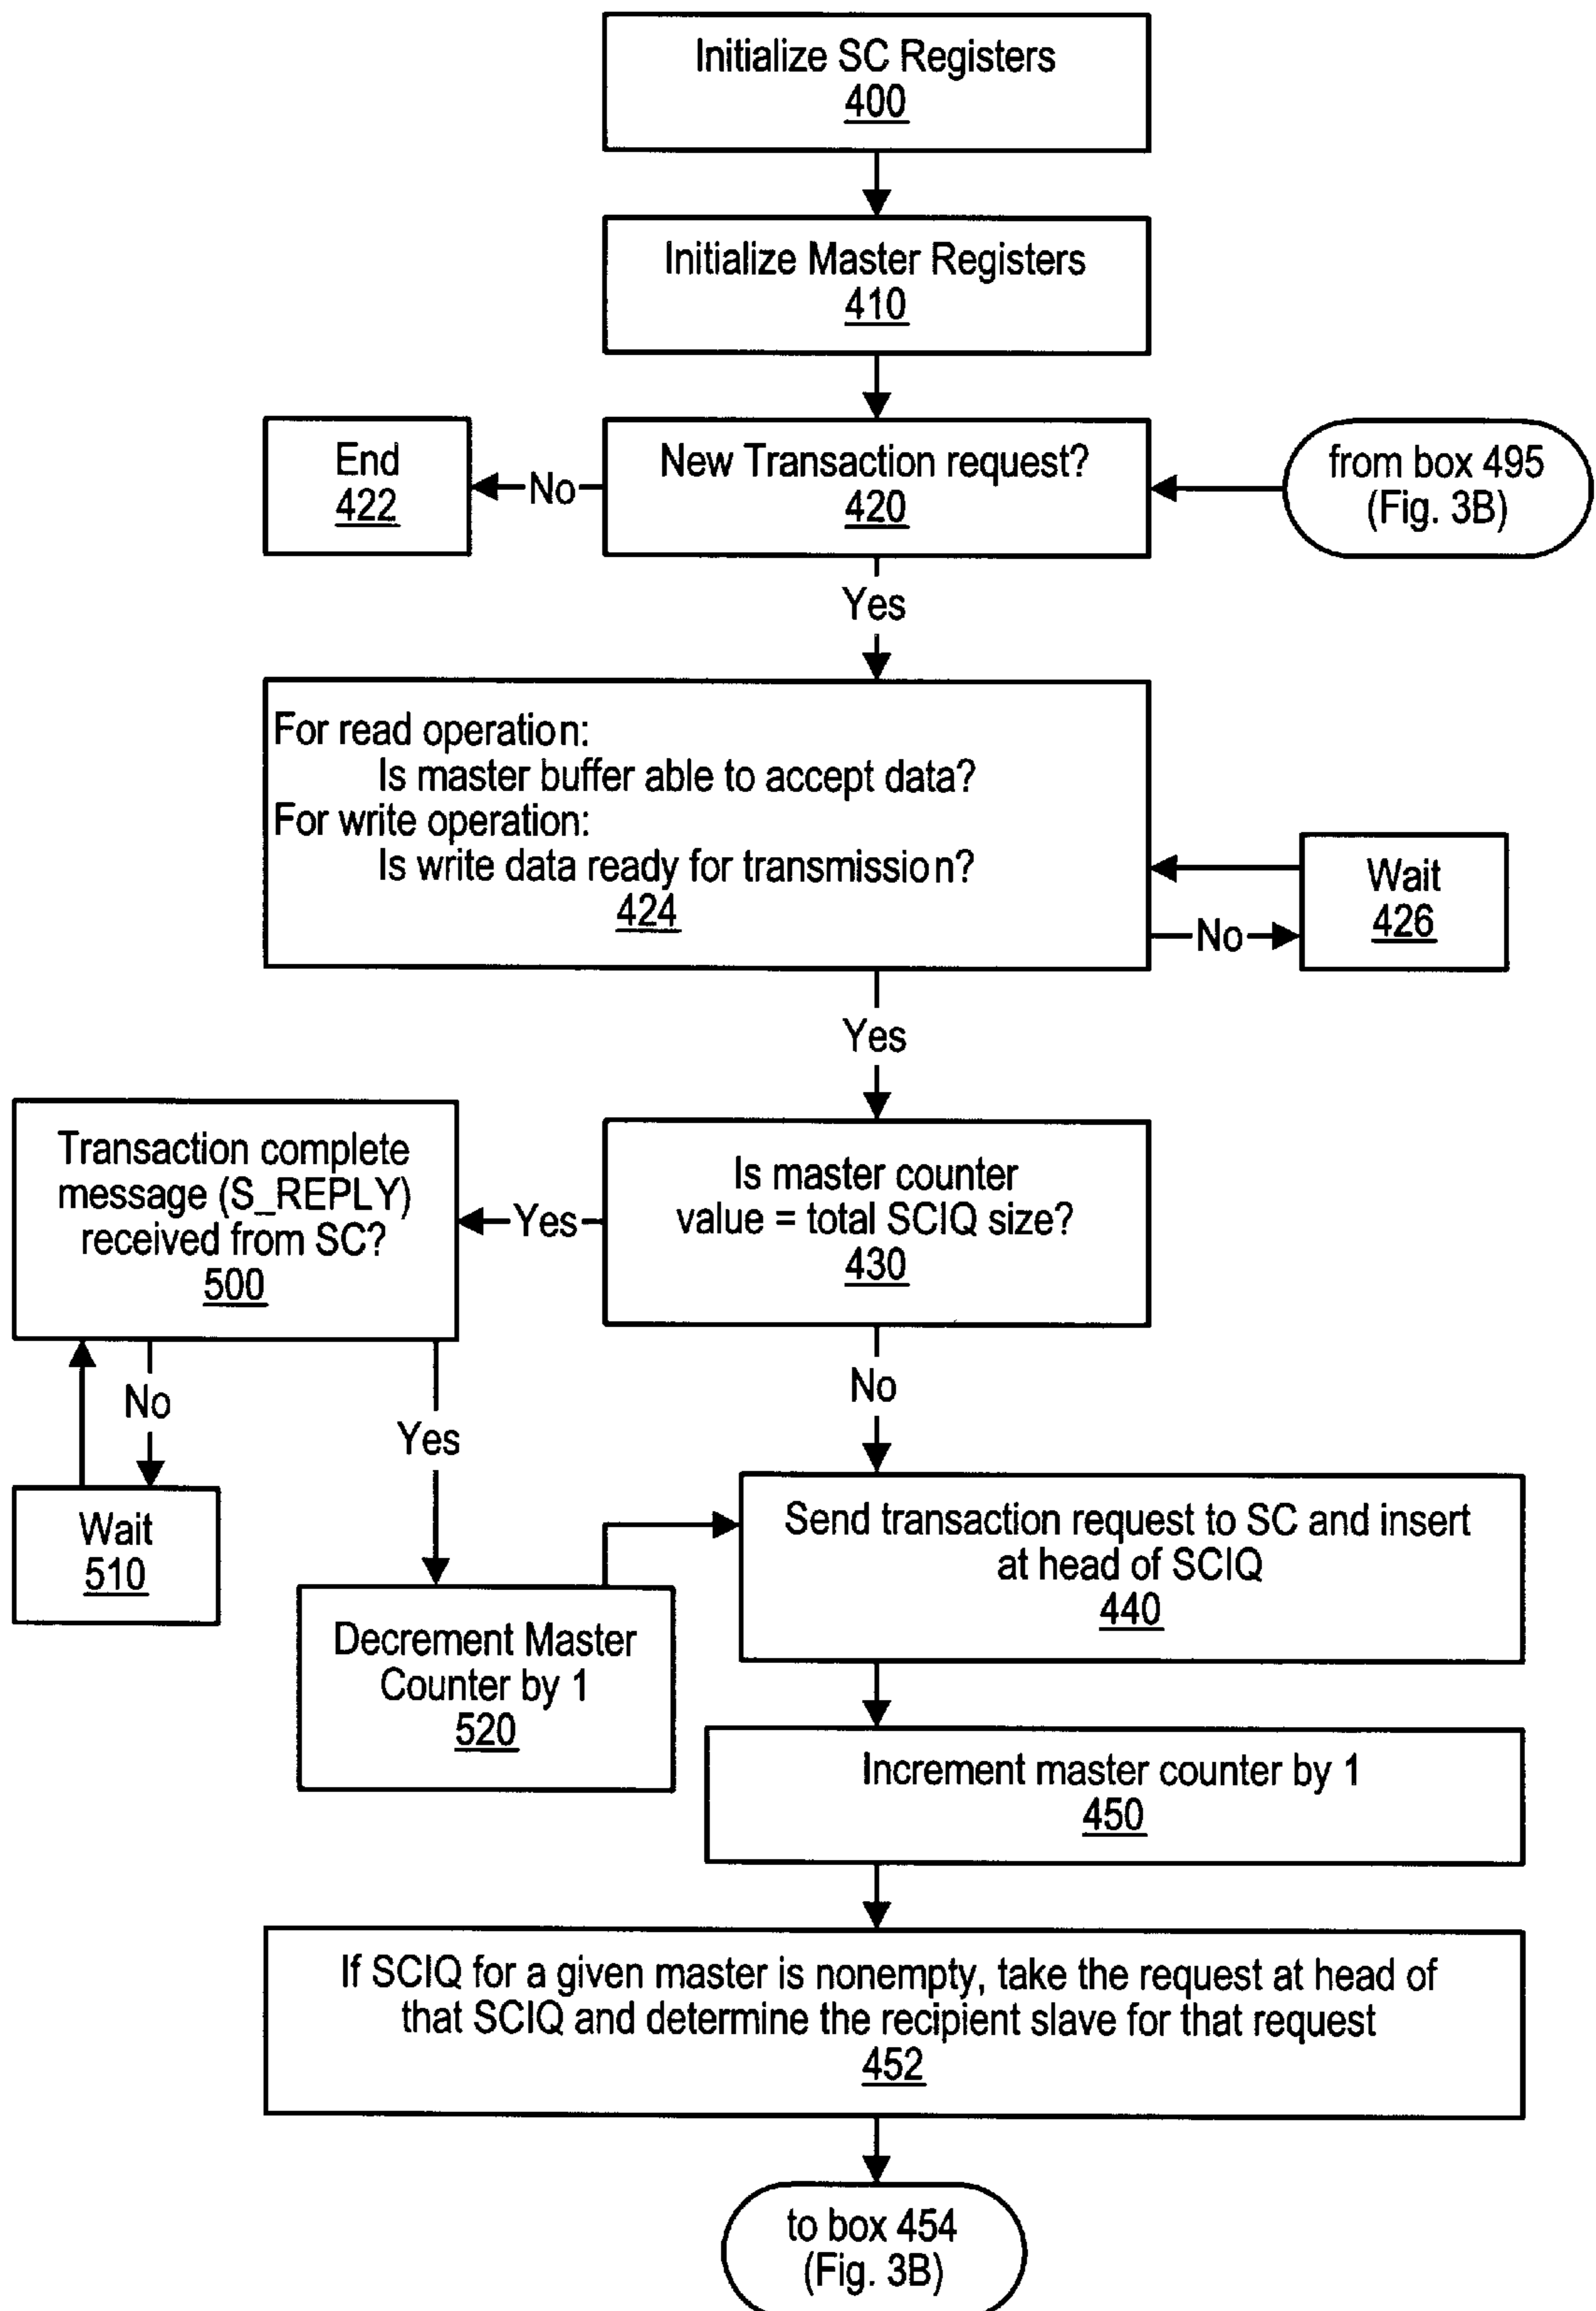 Initialize SC Registers
400
Initialize Master Registers
410
End
422
No
New Transaction request?
420
from box 495
(Fig. 3B)
Yes
For read operation:
Is master buffer able to accept data?
For write operation:
Is write data ready for transmission?
424
No
Wait
426
Yes
Transaction complete
message (S_REPLY)
received from SC?
500
Yes
Is master counter
value = total SCIQ size?
430
No
Yes
No
Wait
510
Send transaction request to SC and insert
at head of SCIQ
440
Decrement Master
Counter by 1
520
Increment master counter by 1
450
If SCIQ for a given master is nonempty, take the request at head of
that SCIQ and determine the recipient slave for that request
452
to box 454
(Fig. 3B)